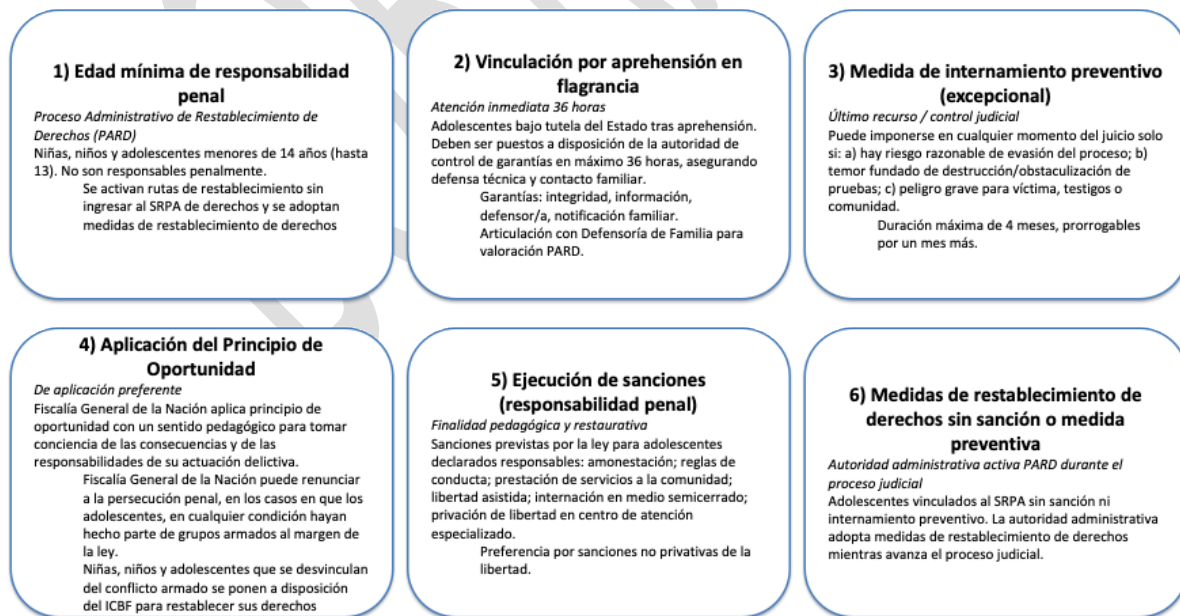 1) Edad mínima de responsabilidad
penal
Proceso Administrativo de Restablecimiento de
Derechos (PARD)
Niñas, niños y adolescentes menores de 14 años (hasta
13). No son responsables penalmente.
Se activan rutas de restablecimiento sin
ingresar al SRPA de derechos y se adoptan
medidas de restablecimiento de derechos
2) Vinculación por aprehensión en
flagrancia
Atención inmediata 36 horas
Adolescentes bajo tutela del Estado tras aprehensión.
Deben ser puestos a disposición de la autoridad de
control de garantías en máximo 36 horas, asegurando
defensa técnica y contacto familiar.
Garantías: integridad, información,
defensor/a, notificación familiar.
Articulación con Defensoría de Familia para
valoración PARD.
3) Medida de internamiento preventivo
(excepcional)
Último recurso / control judicial
Puede imponerse en cualquier momento del juicio solo
si: a) hay riesgo razonable de evasión del proceso; b)
temor fundado de destrucción/obstaculización de
pruebas; c) peligro grave para víctima, testigos o
comunidad.
Duración máxima de 4 meses, prorrogables
por un mes más.
4) Aplicación del Principio de
Oportunidad
De aplicación preferente
Fiscalía General de la Nación aplica principio de
oportunidad con un sentido pedagógico para tomar
conciencia de las consecuencias y de las
responsabilidades de su actuación delictiva.
Fiscalía General de la Nación puede renunciar
a la persecución penal, en los casos en que los
adolescentes, en cualquier condición hayan
hecho parte de grupos armados al margen de
la ley.
Niñas, niños y adolescentes que se desvinculan
del conflicto armado se ponen a disposición
del ICBF para restablecer sus derechos
5) Ejecución de sanciones
(responsabilidad penal)
Finalidad pedagógica y restaurativa
Sanciones previstas por la ley para adolescentes
declarados responsables: amonestación; reglas de
conducta; prestación de servicios a la comunidad;
libertad asistida; internación en medio semicerrado;
privación de libertad en centro de atención
especializado.
Preferencia por sanciones no privativas de la
libertad.
6) Medidas de restablecimiento de
derechos sin sanción o medida
preventiva
Autoridad administrativa activa PARD durante el
proceso judicial
Adolescentes vinculados al SRPA sin sanción ni
internamiento preventivo. La autoridad administrativa
adopta medidas de restablecimiento de derechos
mientras avanza el proceso judicial.